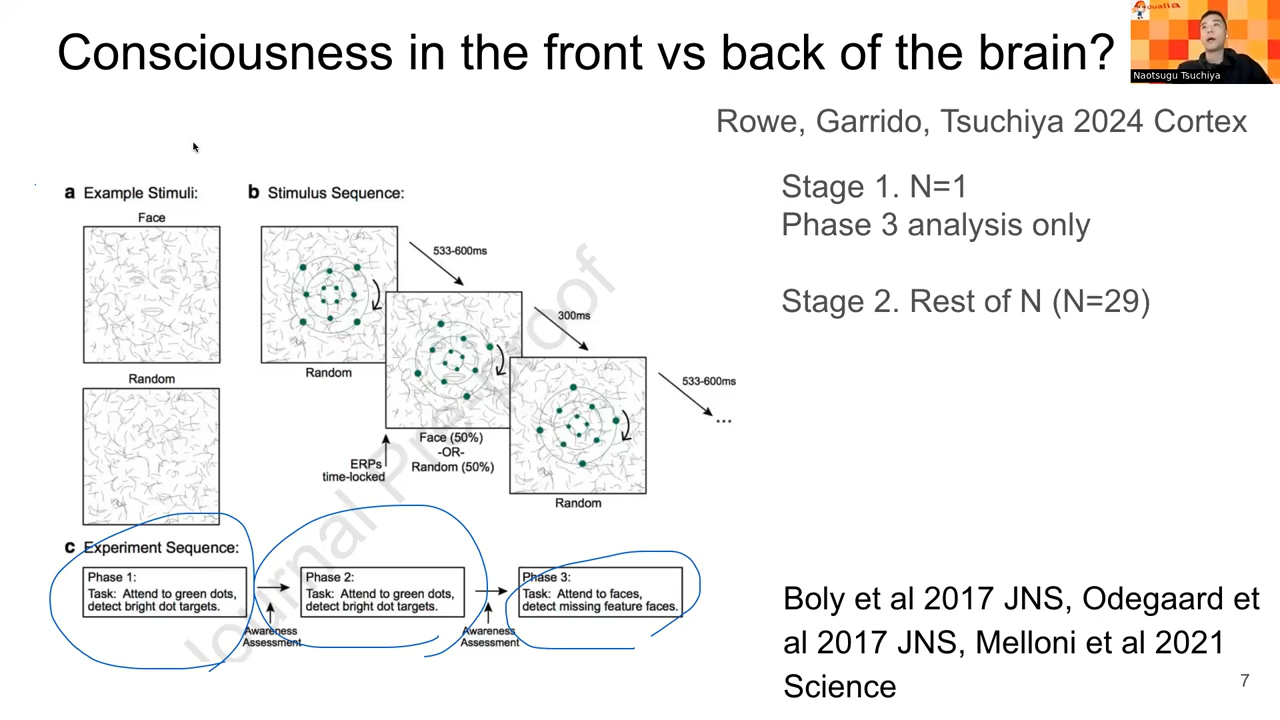 Consciousness in the front vs back of the brain?
Qualia
Naotsugu Tsuchiya
Rowe, Garrido, Tsuchiya 2024 Cortex
Stage 1. N=1
Phase 3 analysis only
Stage 2. Rest of N (N=29)
a Example Stimuli:
Face
Random
b Stimulus Sequence:
533-600ms
Random
300ms
Face (50%)
-OR-
Random (50%)
ERPs
time-locked
533-600ms
...
Random
Journal Pre-proof
c Experiment Sequence:
Phase 1:
Task: Attend to green dots,
detect bright dot targets.
Awareness
Assessment
Phase 2:
Task: Attend to green dots,
detect bright dot targets.
Awareness
Assessment
Phase 3:
Task: Attend to faces,
detect missing feature faces.
Boly et al 2017 JNS, Odegaard et
al 2017 JNS, Melloni et al 2021
Science
7